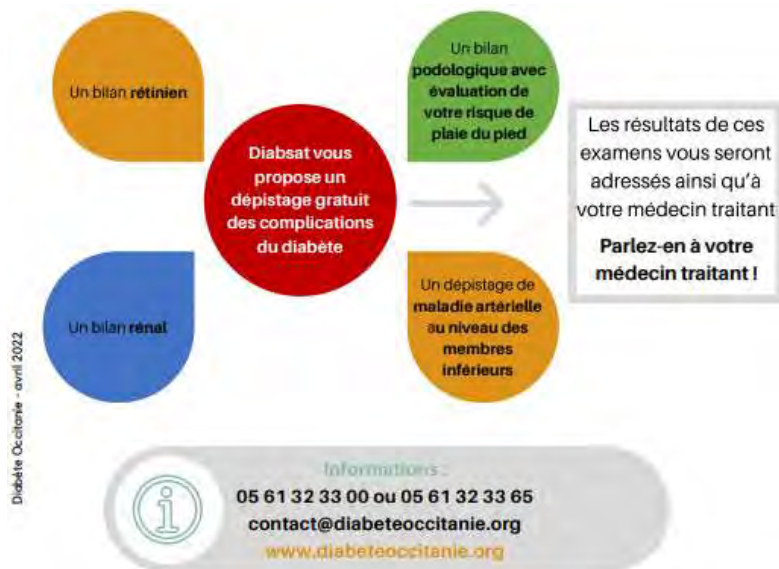 Un bilan rétinien
Un bilan
podologique avec
évaluation de
votre risque de
plaie du pied
Diabsat vous
propose un
dépistage gratuit
des complications
du diabète
Les résultats de ces
examens vous seront
adressés ainsi qu'à
votre médecin traitant
Parlez-en à votre
médecin traitant !
Un bilan rénal
Un dépistage de
maladie artérielle
au niveau des
membres
inférieurs
Diabète Occitanie - avril 2022
Informations :
05 61 32 33 00 ou 05 61 32 33 65
contact@diabeteoccitanie.org
www.diabeteoccitanie.org